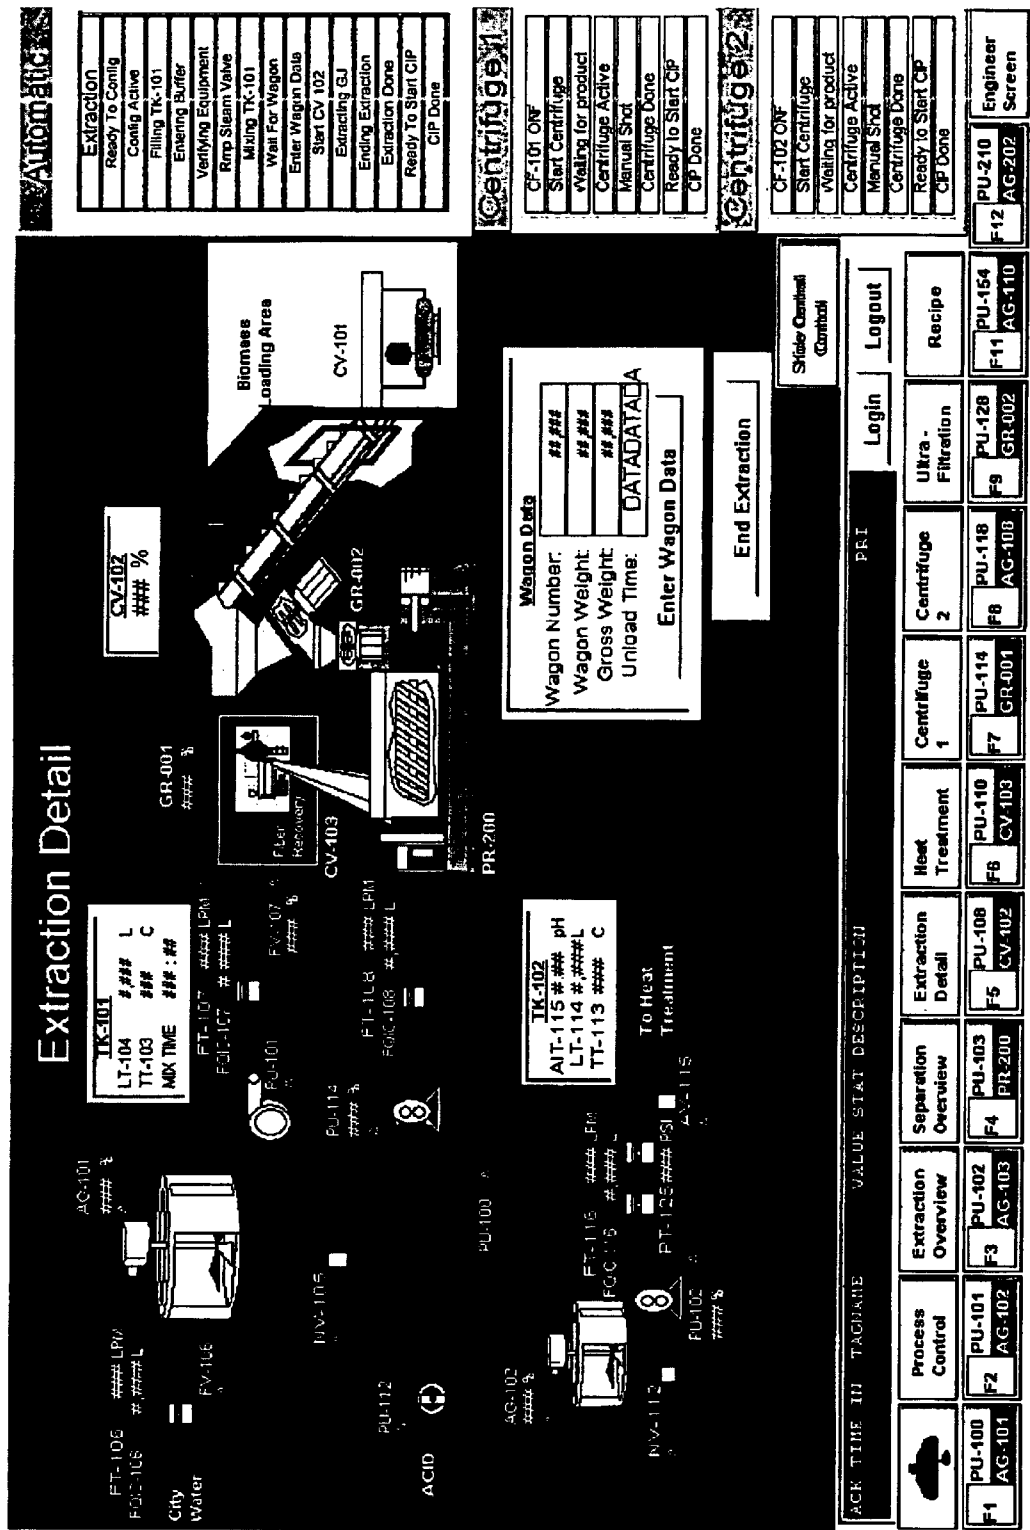 Extraction Detail
Automatic
Extraction
Ready To Config
Config Active
Filling TK-101
Entering Buffer
Verifying Equipment
Rmp Steam Valve
Mixing TK-101
Wait For Wagon
Enter Wagon Data
Start CV 102
Extracting GJ
Ending Extraction
Extraction Done
Ready To Start CIP
CIP Done
Centrifuge 1
CF-101 Off
Start Centrifuge
Waiting for product
Centrifuge Active
Manual Shot
Centrifuge Done
Ready to Start CIP
CIP Done
Centrifuge 2
CF-102 Off
Start Centrifuge
Waiting for product
Centrifuge Active
Manual Shot
Centrifuge Done
Ready to Start CIP
CIP Done
FT-106 ### LPM
FQIC-106 #,### L
City
Water
FV-106
AG-101
### %
TK-101
LT-104 #,### L
TT-103 ### C
MIX TIME ### : ##
FT-107 ### LPM
FQIC-107 # ### L
PU-101
FV-107
### %
GR-001
### %
CV-102
### %
Biomass
Loading Area
CV-101
GR-002
Fiber
Recovery
CV-103
PR-200
NV-105
PU-114
### %
FT-108 ### LPM
FQIC-108 #,### L
PU-112
ACID
PU-100
AG-102
### %
NV-112
FT-116 ### LPM
FQIC-116 #,### L
PU-102
### %
PT-125 ### PSI
AV-115
TK-102
AIT-115 #.## pH
LT-114 #,### L
TT-113 ### C
To Heat
Treatment
Wagon Data
Wagon Number: ##,###
Wagon Weight: ##,###
Gross Weight: ##,###
Unload Time: DATADATADA
Enter Wagon Data
End Extraction
Login
Logout
ACK TIME IN TAGNAME VALUE STAT DESCRIPTION PRI
Process
Control
Extraction
Overview
Separation
Overview
Extraction
Detail
Heat
Treatment
Centrifuge
1
Centrifuge
2
Ultra -
Filtration
Recipe
F1 PU-100 AG-101
F2 PU-101 AG-102
F3 PU-102 AG-103
F4 PU-103 PR-200
F5 PU-108 CV-102
F6 PU-110 CV-103
F7 PU-114 GR-001
F8 PU-118 AG-108
F9 PU-128 GR-002
F11 PU-154 AG-110
F12 PU-210 AG-202
Engineer
Screen